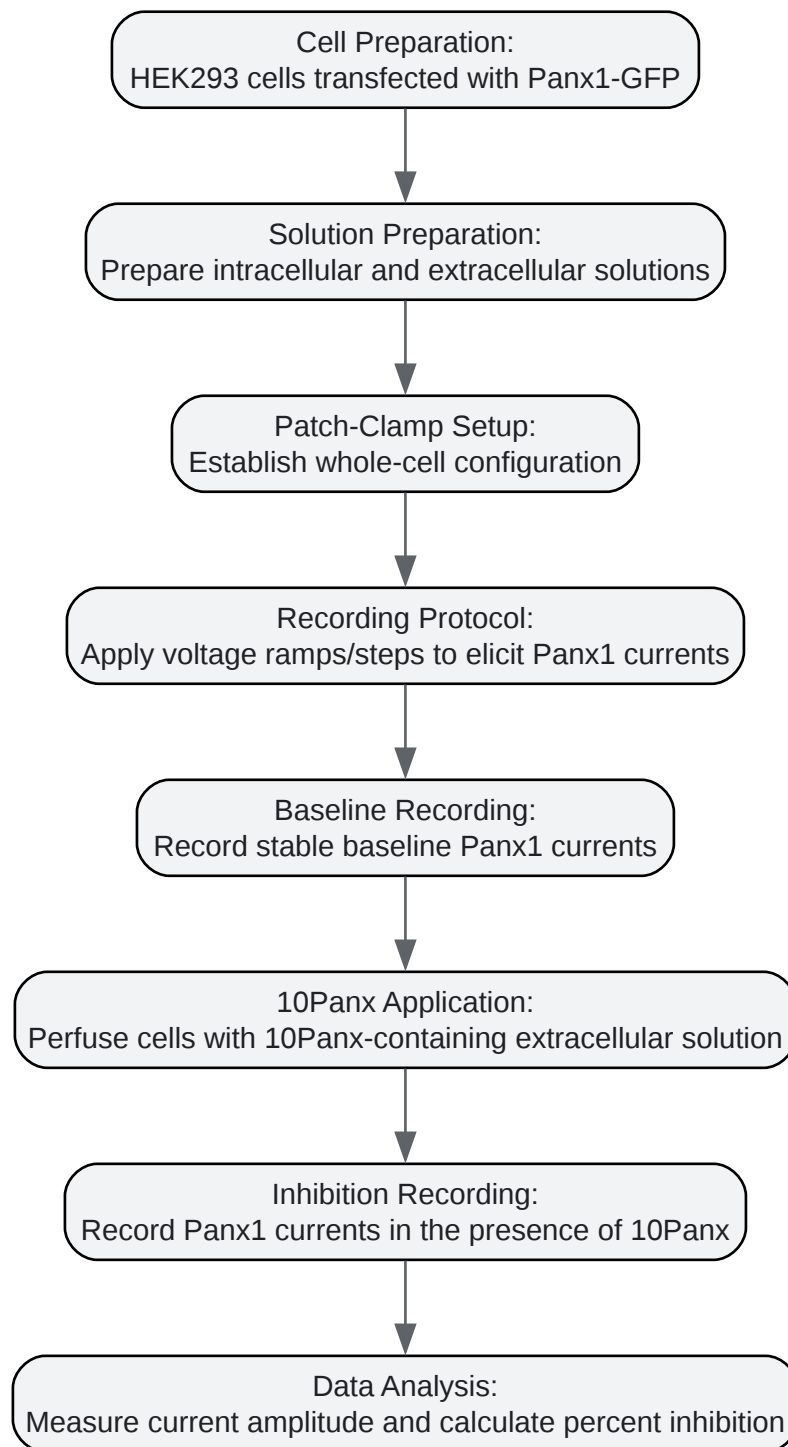 Cell Preparation:
HEK293 cells transfected with Panx1-GFP
Solution Preparation:
Prepare intracellular and extracellular solutions
Patch-Clamp Setup:
Establish whole-cell configuration
Recording Protocol:
Apply voltage ramps/steps to elicit Panx1 currents
Baseline Recording:
Record stable baseline Panx1 currents
10Panx Application:
Perfuse cells with 10Panx-containing extracellular solution
Inhibition Recording:
Record Panx1 currents in the presence of 10Panx
Data Analysis:
Measure current amplitude and calculate percent inhibition